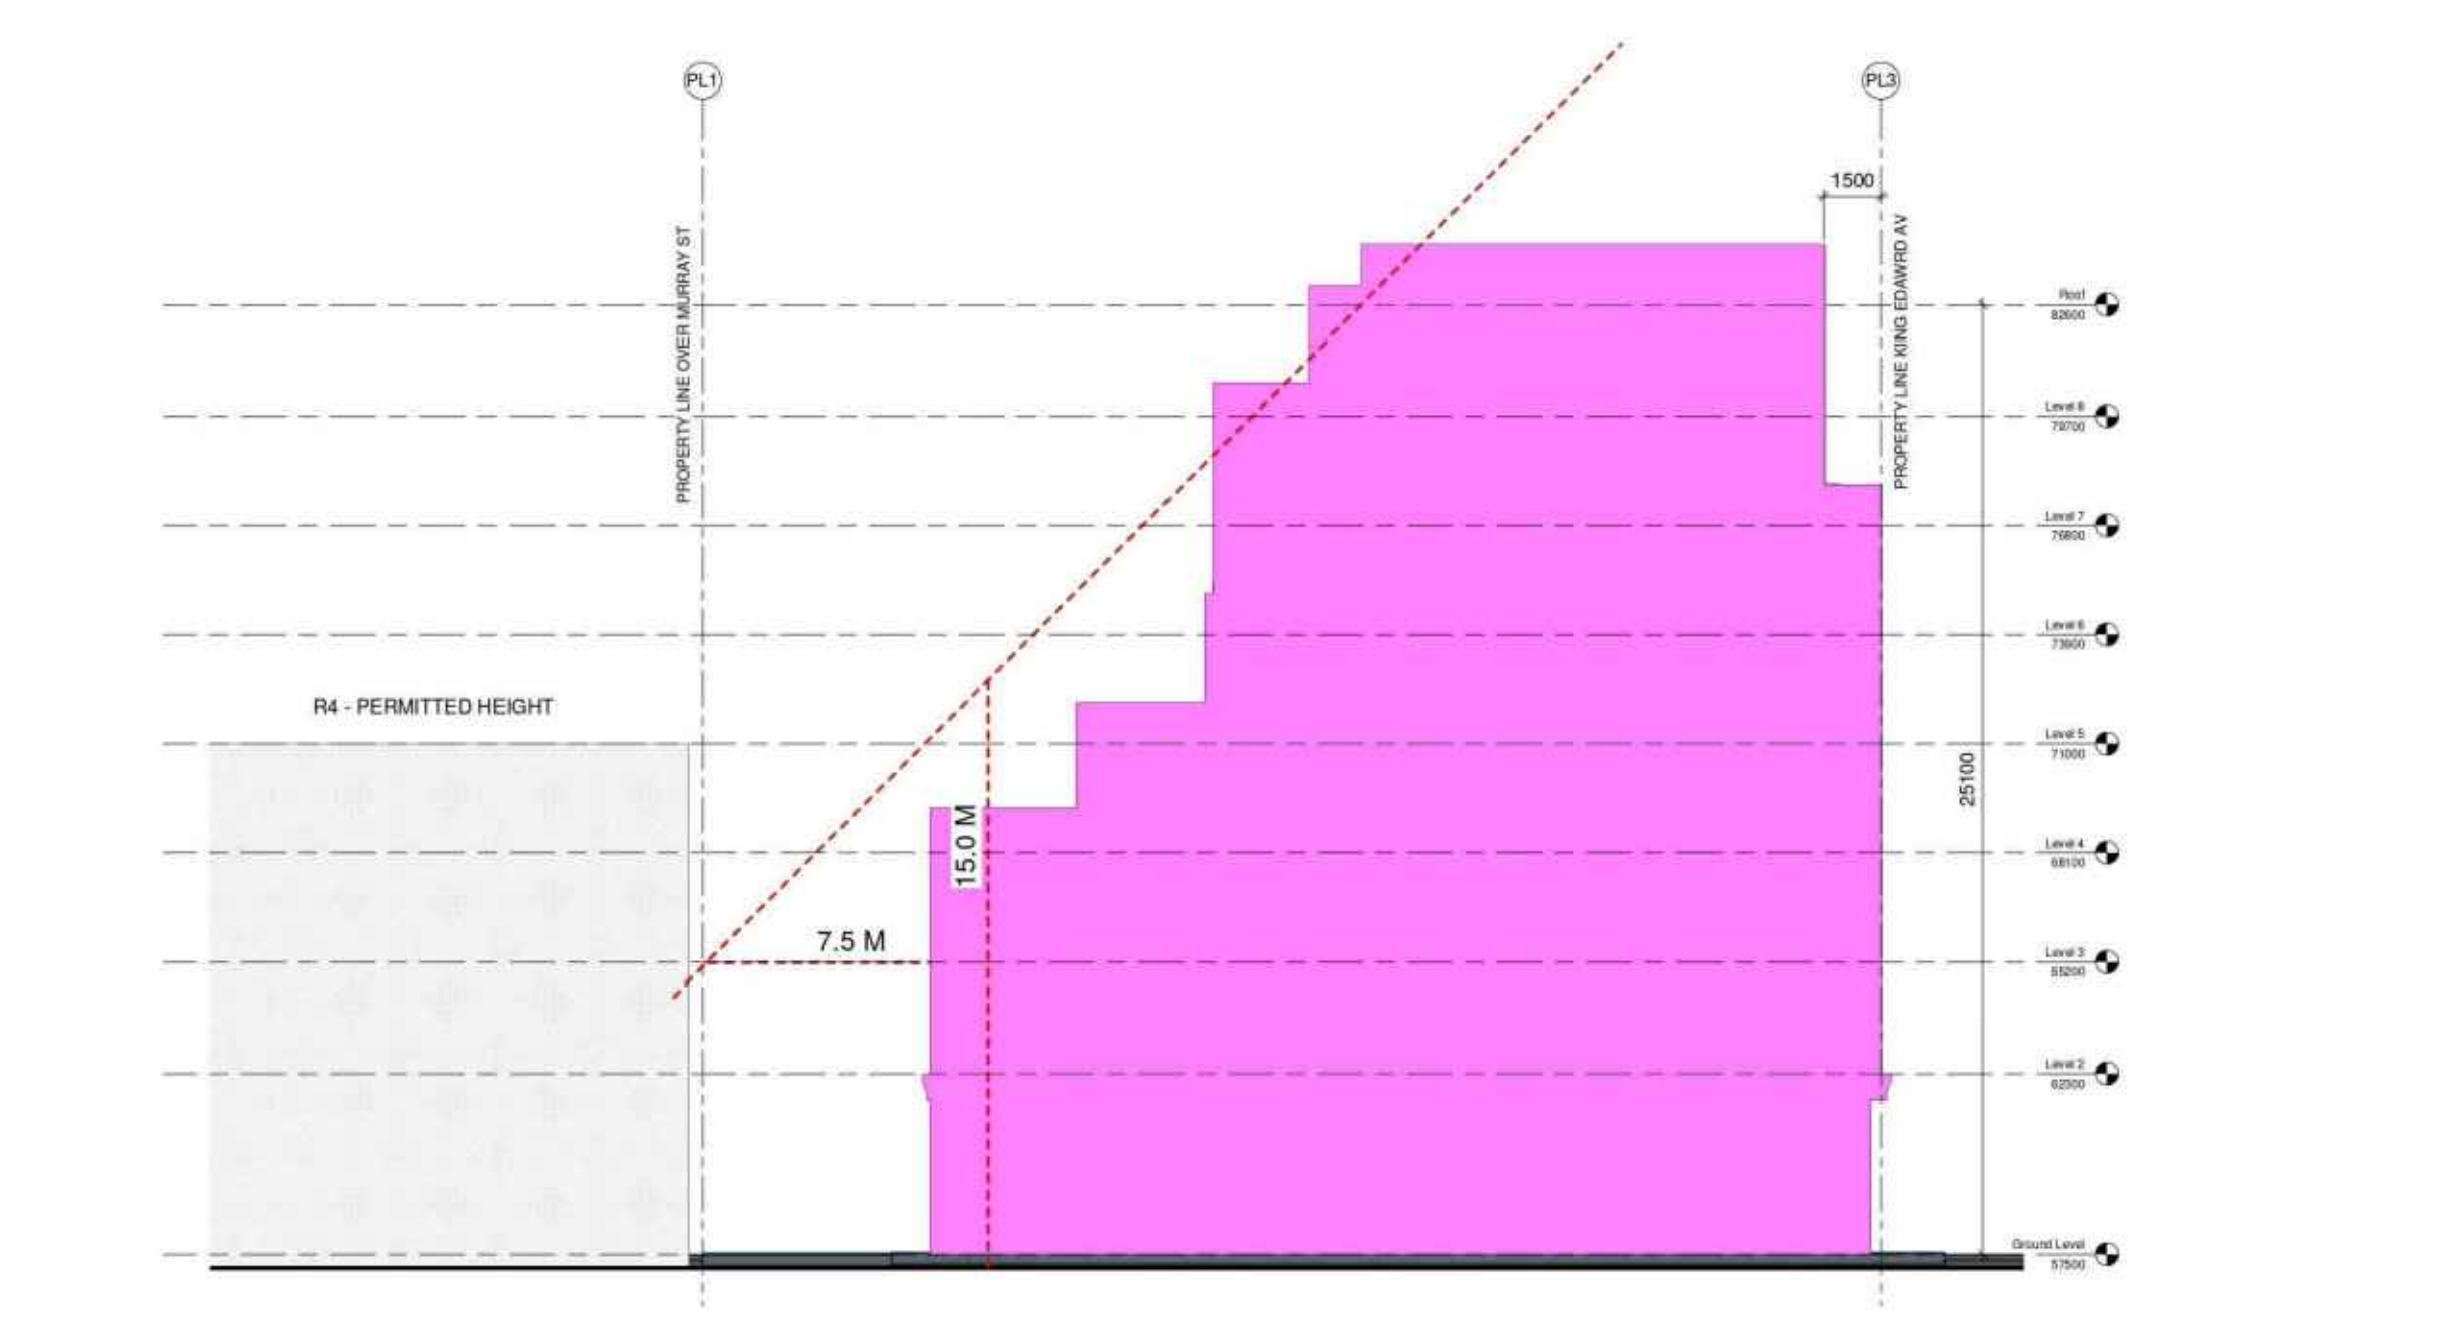 PL1
PL3
1500
PROPERTY LINE OVER MURRAY ST
PROPERTY LINE KING EDAWRD AV
Roof
82600
Level 8
79700
Level 7
76800
Level 6
73900
R4 - PERMITTED HEIGHT
Level 5
71000
25100
15.0 M
Level 4
68100
7.5 M
Level 3
65200
Level 2
62300
Ground Level
57500